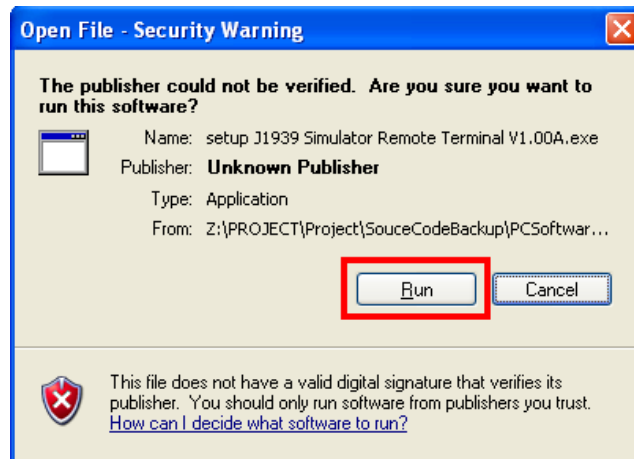 Open File - Security Warning
The publisher could not be verified.  Are you sure you want to
run this software?
Name: setup J1939 Simulator Remote Terminal V1.00A.exe
Publisher: Unknown Publisher
Type: Application
From: Z:\PROJECT\Project\SouceCodeBackup\PCSoftwar...
Run Cancel
This file does not have a valid digital signature that verifies its
publisher.  You should only run software from publishers you trust.
How can I decide what software to run?